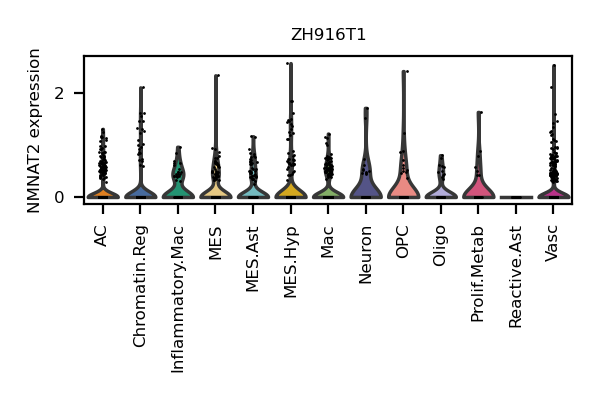 ZH916T1
NMNAT2 expression
2
0
AC
Chromatin.Reg
Inflammatory.Mac
MES
MES.Ast
MES.Hyp
Mac
Neuron
OPC
Oligo
Prolif.Metab
Reactive.Ast
Vasc